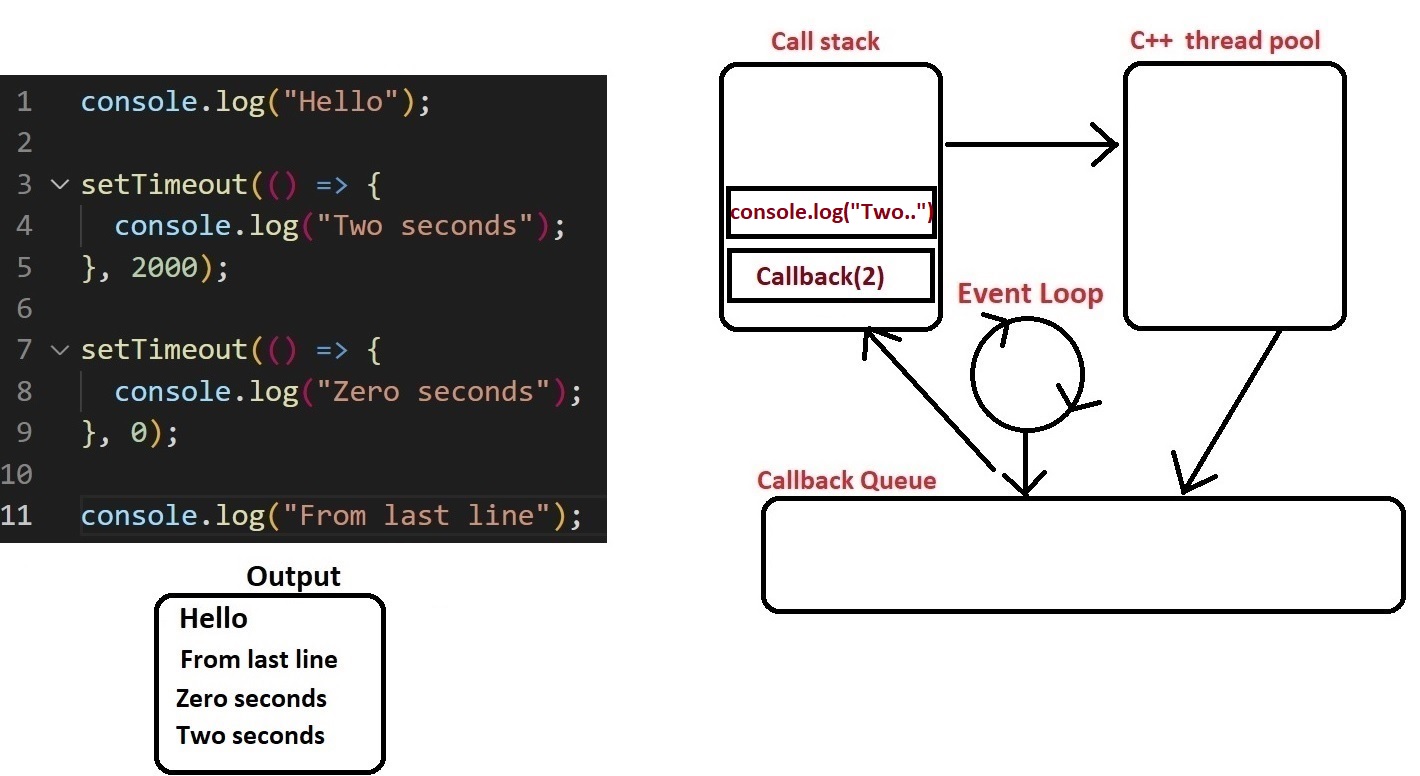 1 console.log("Hello");
2
3 setTimeout(() => {
4 console.log("Two seconds");
5 }, 2000);
6
7 setTimeout(() => {
8 console.log("Zero seconds");
9 }, 0);
10
11 console.log("From last line");
Output
Hello
From last line
Zero seconds
Two seconds
Call stack
console.log("Two..")
Callback(2)
C++ thread pool
Event Loop
Callback Queue